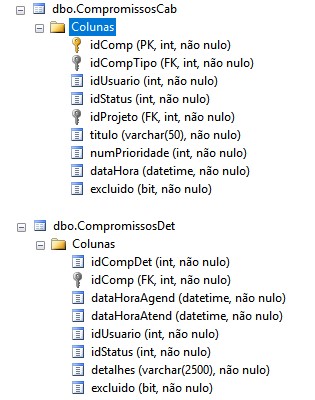 dbo.CompromissosCab
Colunas
idComp (PK, int, não nulo)
idCompTipo (FK, int, não nulo)
idUsuario (int, não nulo)
idStatus (int, não nulo)
idProjeto (FK, int, não nulo)
titulo (varchar(50), não nulo)
numPrioridade (int, não nulo)
dataHora (datetime, não nulo)
excluido (bit, não nulo)
dbo.CompromissosDet
Colunas
idCompDet (int, não nulo)
idComp (FK, int, não nulo)
dataHoraAgend (datetime, não nulo)
dataHoraAtend (datetime, não nulo)
idUsuario (int, não nulo)
idStatus (int, não nulo)
detalhes (varchar(2500), não nulo)
excluido (bit, não nulo)